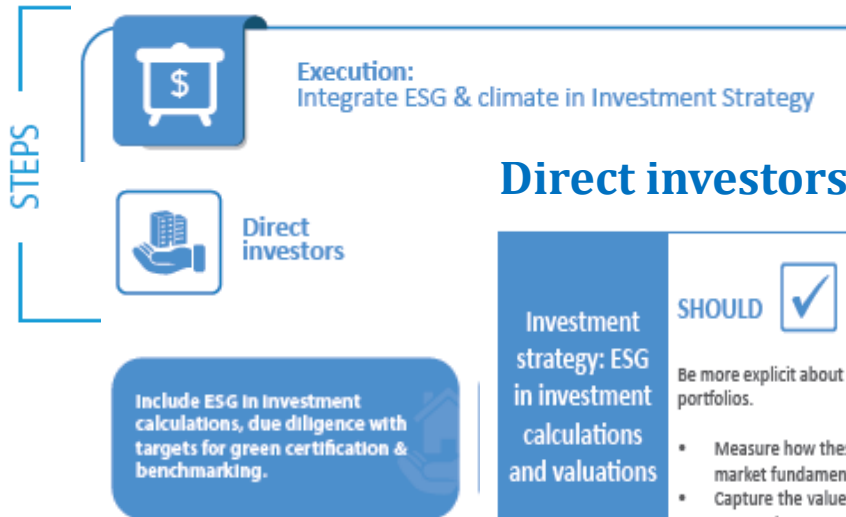 STEPS
$
Execution:
Integrate ESG & climate in Investment Strategy
Direct
investors
Include ESG in investment
calculations, due diligence with
targets for green certification &
benchmarking.
Direct investors
Investment
strategy: ESG
in investment
calculations
and valuations
SHOULD
Be more explicit about
portfolios.
• Measure how
market
• Capture the value